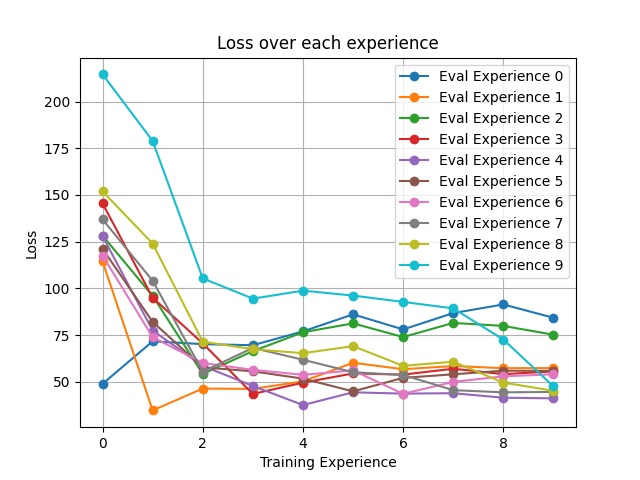 Loss over each experience
Loss
200
175
150
125
100
75
50
0
2
4
6
8
Training Experience
Eval Experience 0
Eval Experience 1
Eval Experience 2
Eval Experience 3
Eval Experience 4
Eval Experience 5
Eval Experience 6
Eval Experience 7
Eval Experience 8
Eval Experience 9